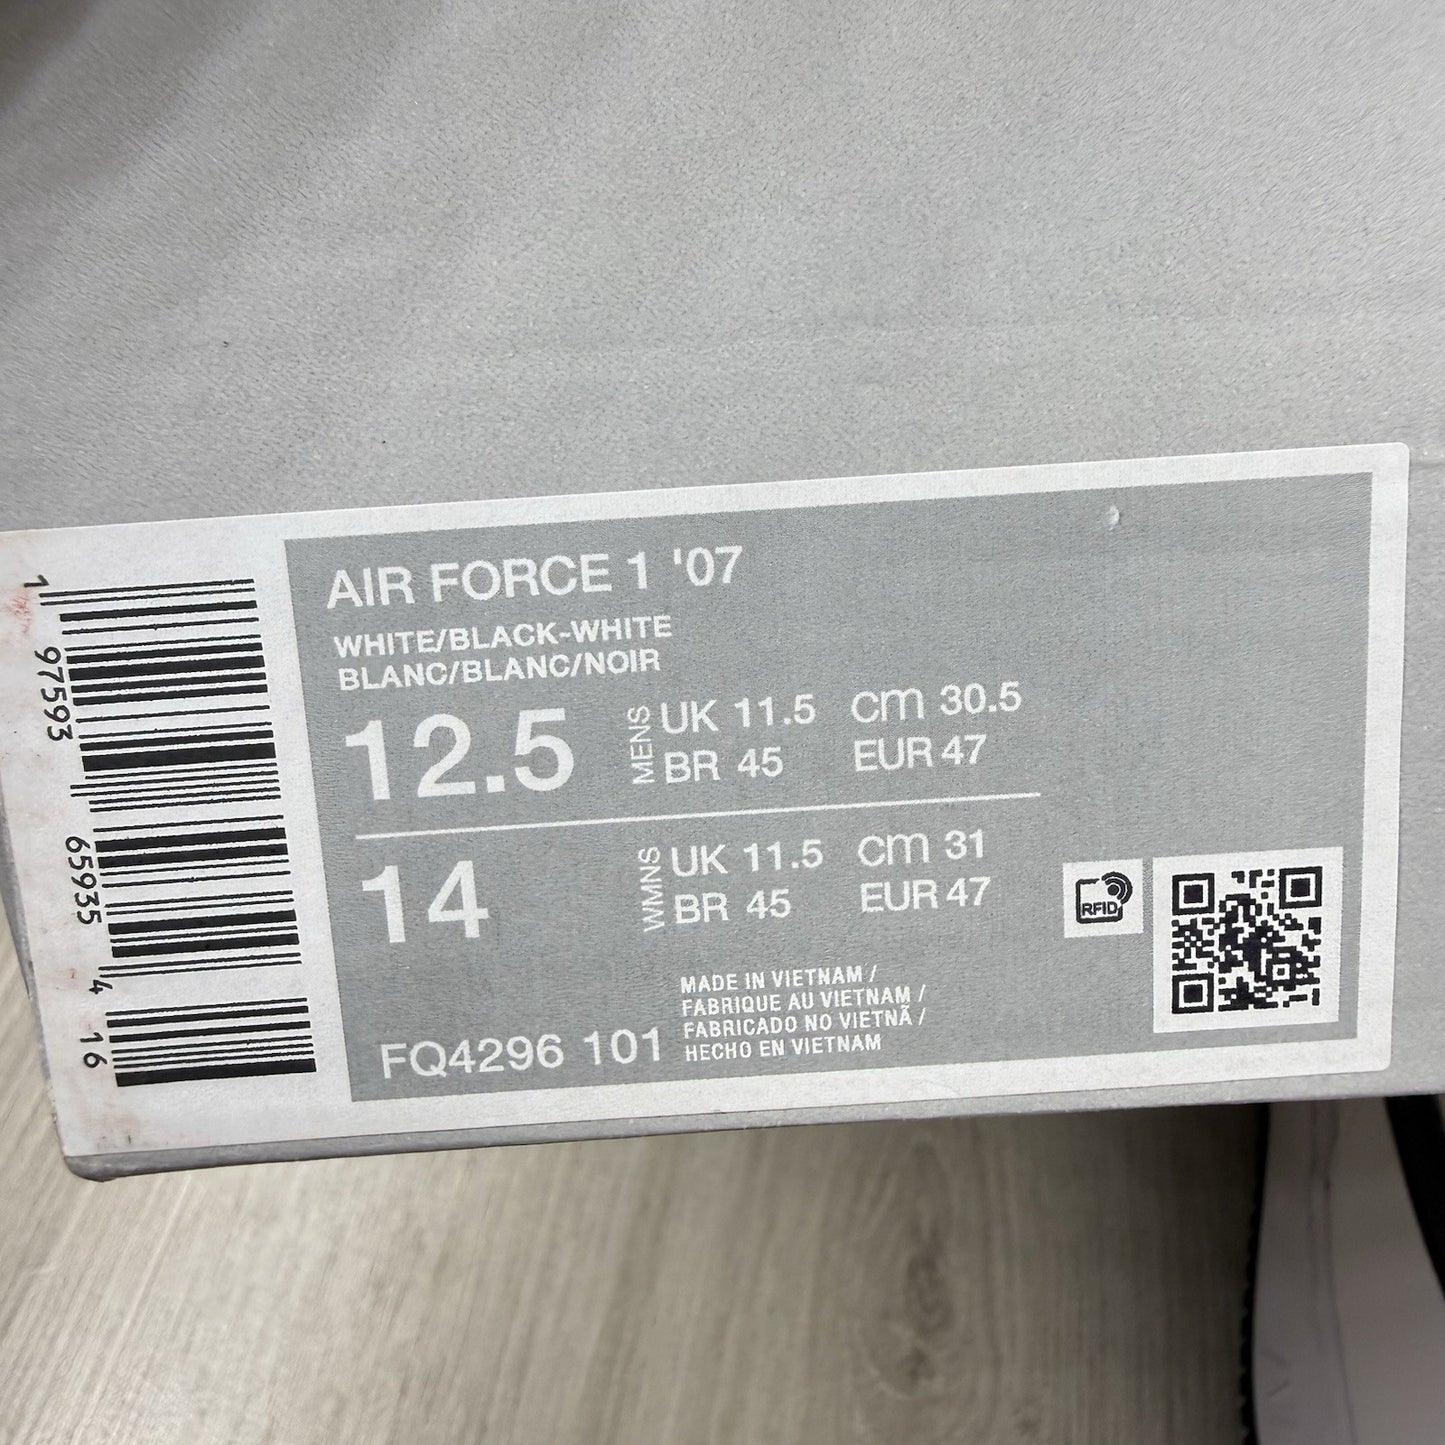 AIR FORCE 1 '07
WHITE/BLACK-WHITE
BLANC/BLANC/NOIR
12.5 MENS UK 11.5 cm 30.5
BR 45 EUR 47
14 WMNS UK 11.5 cm 31
BR 45 EUR 47
RFID
MADE IN VIETNAM /
FABRIQUE AU VIETNAM /
FABRICADO NO VIETNÃ /
HECHO EN VIETNAM
FQ4296 101
1 97593 65935 4 16